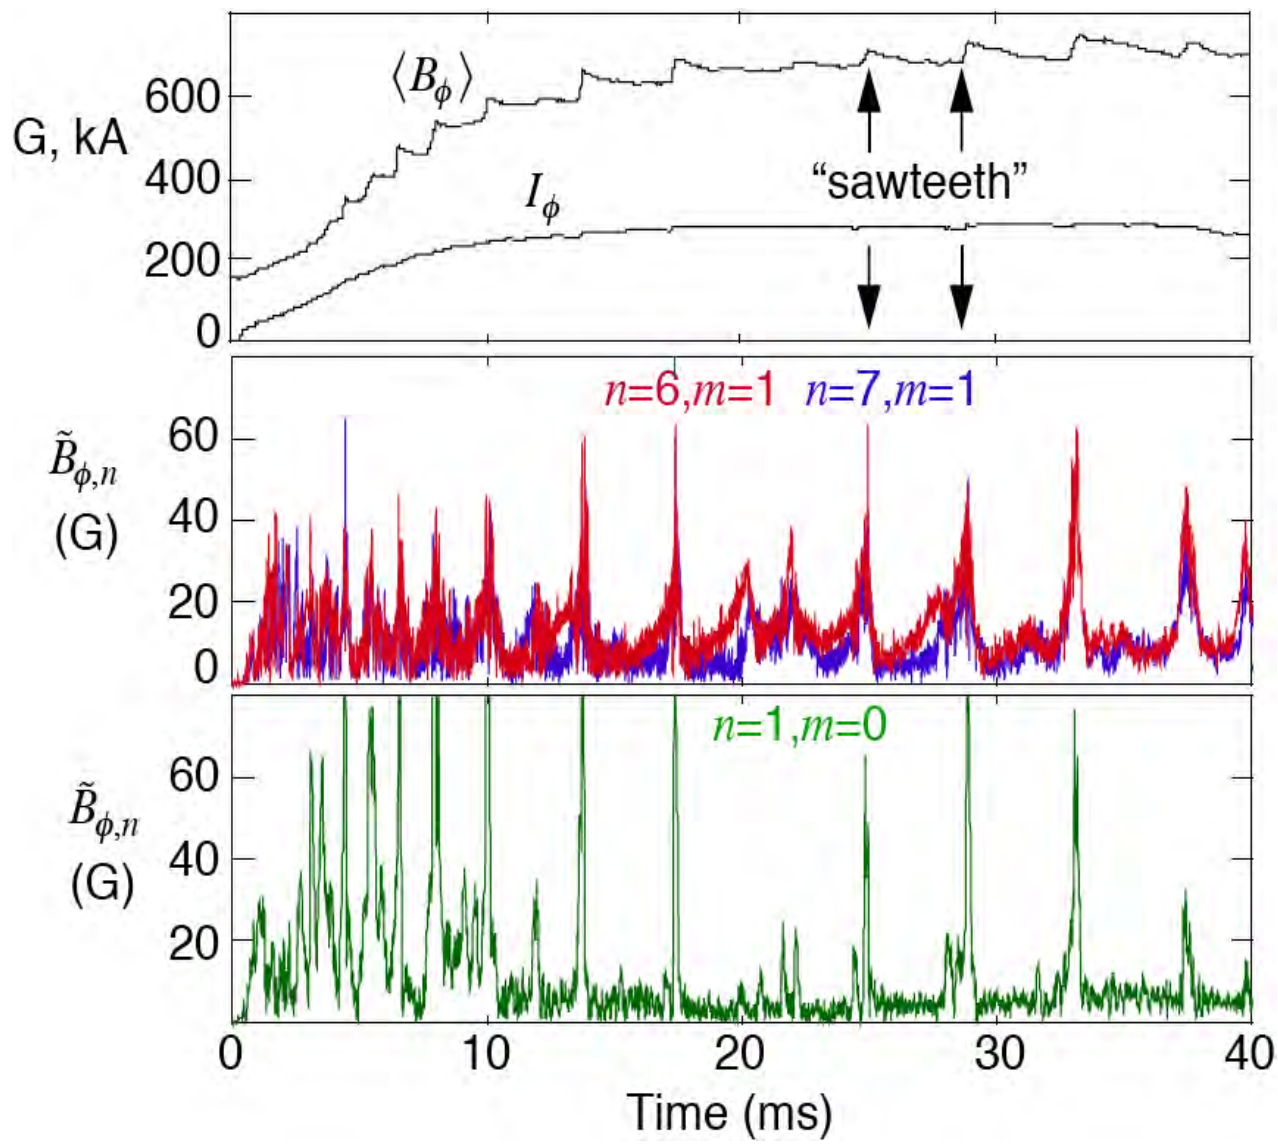 ⟨B_ϕ⟩
600
G, kA
400
“sawteeth”
I_ϕ
200
0
n=6,m=1 n=7,m=1
60
B̃_ϕ,n
(G)
40
20
0
n=1,m=0
60
B̃_ϕ,n
(G)
40
20
0 10 20 30 40
Time (ms)